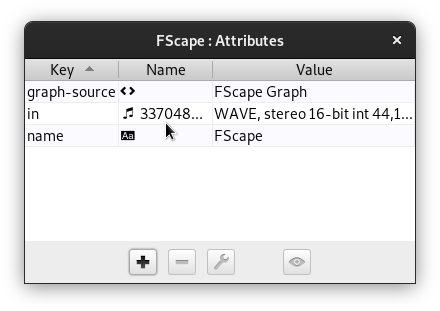 FScape : Attributes
Key Name Value
graph-source FScape Graph
in 337048... WAVE, stereo 16-bit int 44,1...
name Aa FScape